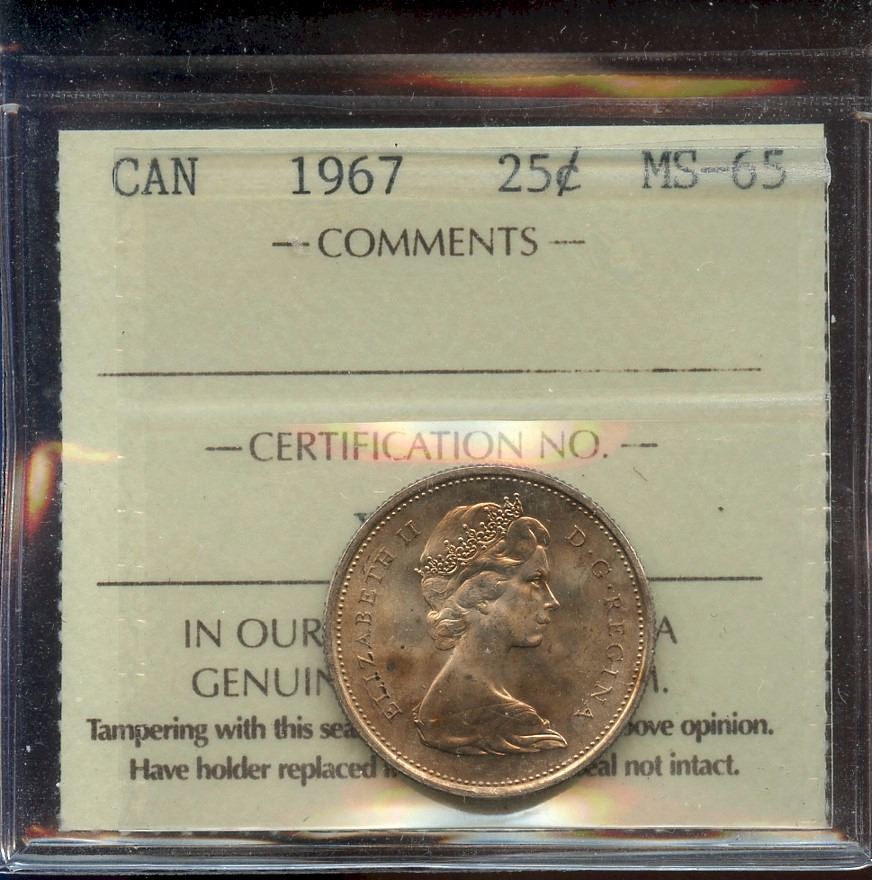 CAN 1967 25¢ MS-65
— COMMENTS —
— CERTIFICATION NO. —
ELIZABETH II D·G·REGINA
IN OUR A
GENUIN M.
Tampering with this sea ove opinion.
Have holder replaced eal not intact.